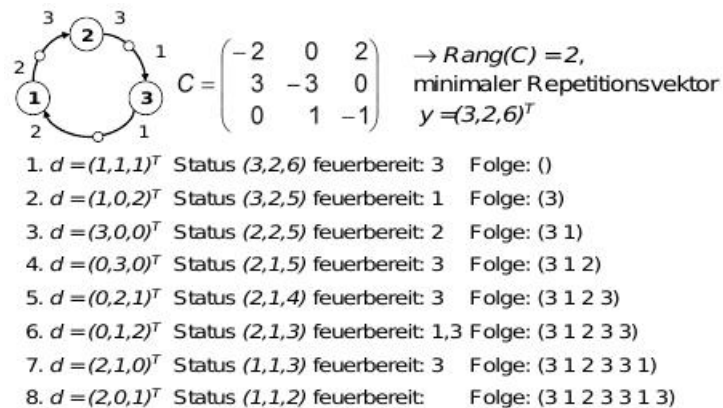 3 3
2
2 1
1 3
2 1
C = ( −2 0 2 → Rang(C) = 2,
3 −3 0 minimaler Repetitionsvektor
0 1 −1 ) y =(3,2,6)ᵀ
1. d = (1,1,1)ᵀ Status (3,2,6) feuerbereit: 3 Folge: ()
2. d = (1,0,2)ᵀ Status (3,2,5) feuerbereit: 1 Folge: (3)
3. d = (3,0,0)ᵀ Status (2,2,5) feuerbereit: 2 Folge: (3 1)
4. d = (0,3,0)ᵀ Status (2,1,5) feuerbereit: 3 Folge: (3 1 2)
5. d = (0,2,1)ᵀ Status (2,1,4) feuerbereit: 3 Folge: (3 1 2 3)
6. d = (0,1,2)ᵀ Status (2,1,3) feuerbereit: 1,3 Folge: (3 1 2 3 3)
7. d = (2,1,0)ᵀ Status (1,1,3) feuerbereit: 3 Folge: (3 1 2 3 3 1)
8. d = (2,0,1)ᵀ Status (1,1,2) feuerbereit: Folge: (3 1 2 3 3 1 3)